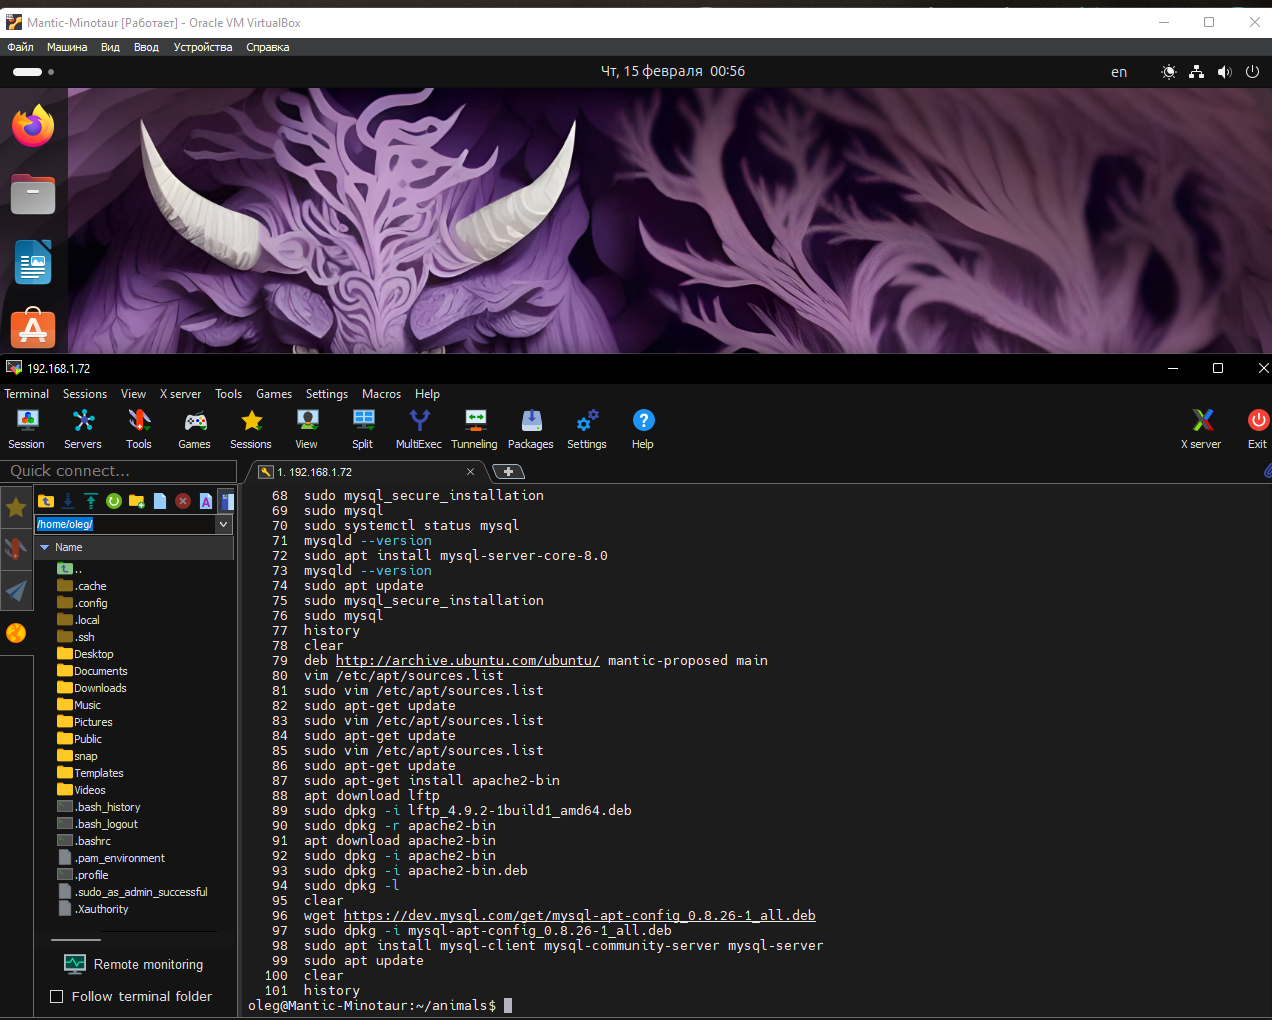 Mantic-Minotaur [Работает] - Oracle VM VirtualBox
Файл Машина Вид Ввод Устройства Справка
Чт, 15 февраля 00:56
en
192.168.1.72
Terminal Sessions View X server Tools Games Settings Macros Help
Session Servers Tools Games Sessions View Split MultiExec Tunneling Packages Settings Help X server Exit
Quick connect...
1. 192.168.1.72
/home/oleg/
Name
..
.cache
.config
.local
.ssh
Desktop
Documents
Downloads
Music
Pictures
Public
snap
Templates
Videos
.bash_history
.bash_logout
.bashrc
.pam_environment
.profile
.sudo_as_admin_successful
.Xauthority
Remote monitoring
Follow terminal folder
68 sudo mysql_secure_installation
69 sudo mysql
70 sudo systemctl status mysql
71 mysqld --version
72 sudo apt install mysql-server-core-8.0
73 mysqld --version
74 sudo apt update
75 sudo mysql_secure_installation
76 sudo mysql
77 history
78 clear
79 deb http://archive.ubuntu.com/ubuntu/ mantic-proposed main
80 vim /etc/apt/sources.list
81 sudo vim /etc/apt/sources.list
82 sudo apt-get update
83 sudo vim /etc/apt/sources.list
84 sudo apt-get update
85 sudo vim /etc/apt/sources.list
86 sudo apt-get update
87 sudo apt-get install apache2-bin
88 apt download lftp
89 sudo dpkg -i lftp_4.9.2-1build1_amd64.deb
90 sudo dpkg -r apache2-bin
91 apt download apache2-bin
92 sudo dpkg -i apache2-bin
93 sudo dpkg -i apache2-bin.deb
94 sudo dpkg -l
95 clear
96 wget https://dev.mysql.com/get/mysql-apt-config_0.8.26-1_all.deb
97 sudo dpkg -i mysql-apt-config_0.8.26-1_all.deb
98 sudo apt install mysql-client mysql-community-server mysql-server
99 sudo apt update
100 clear
101 history
oleg@Mantic-Minotaur:~/animals$